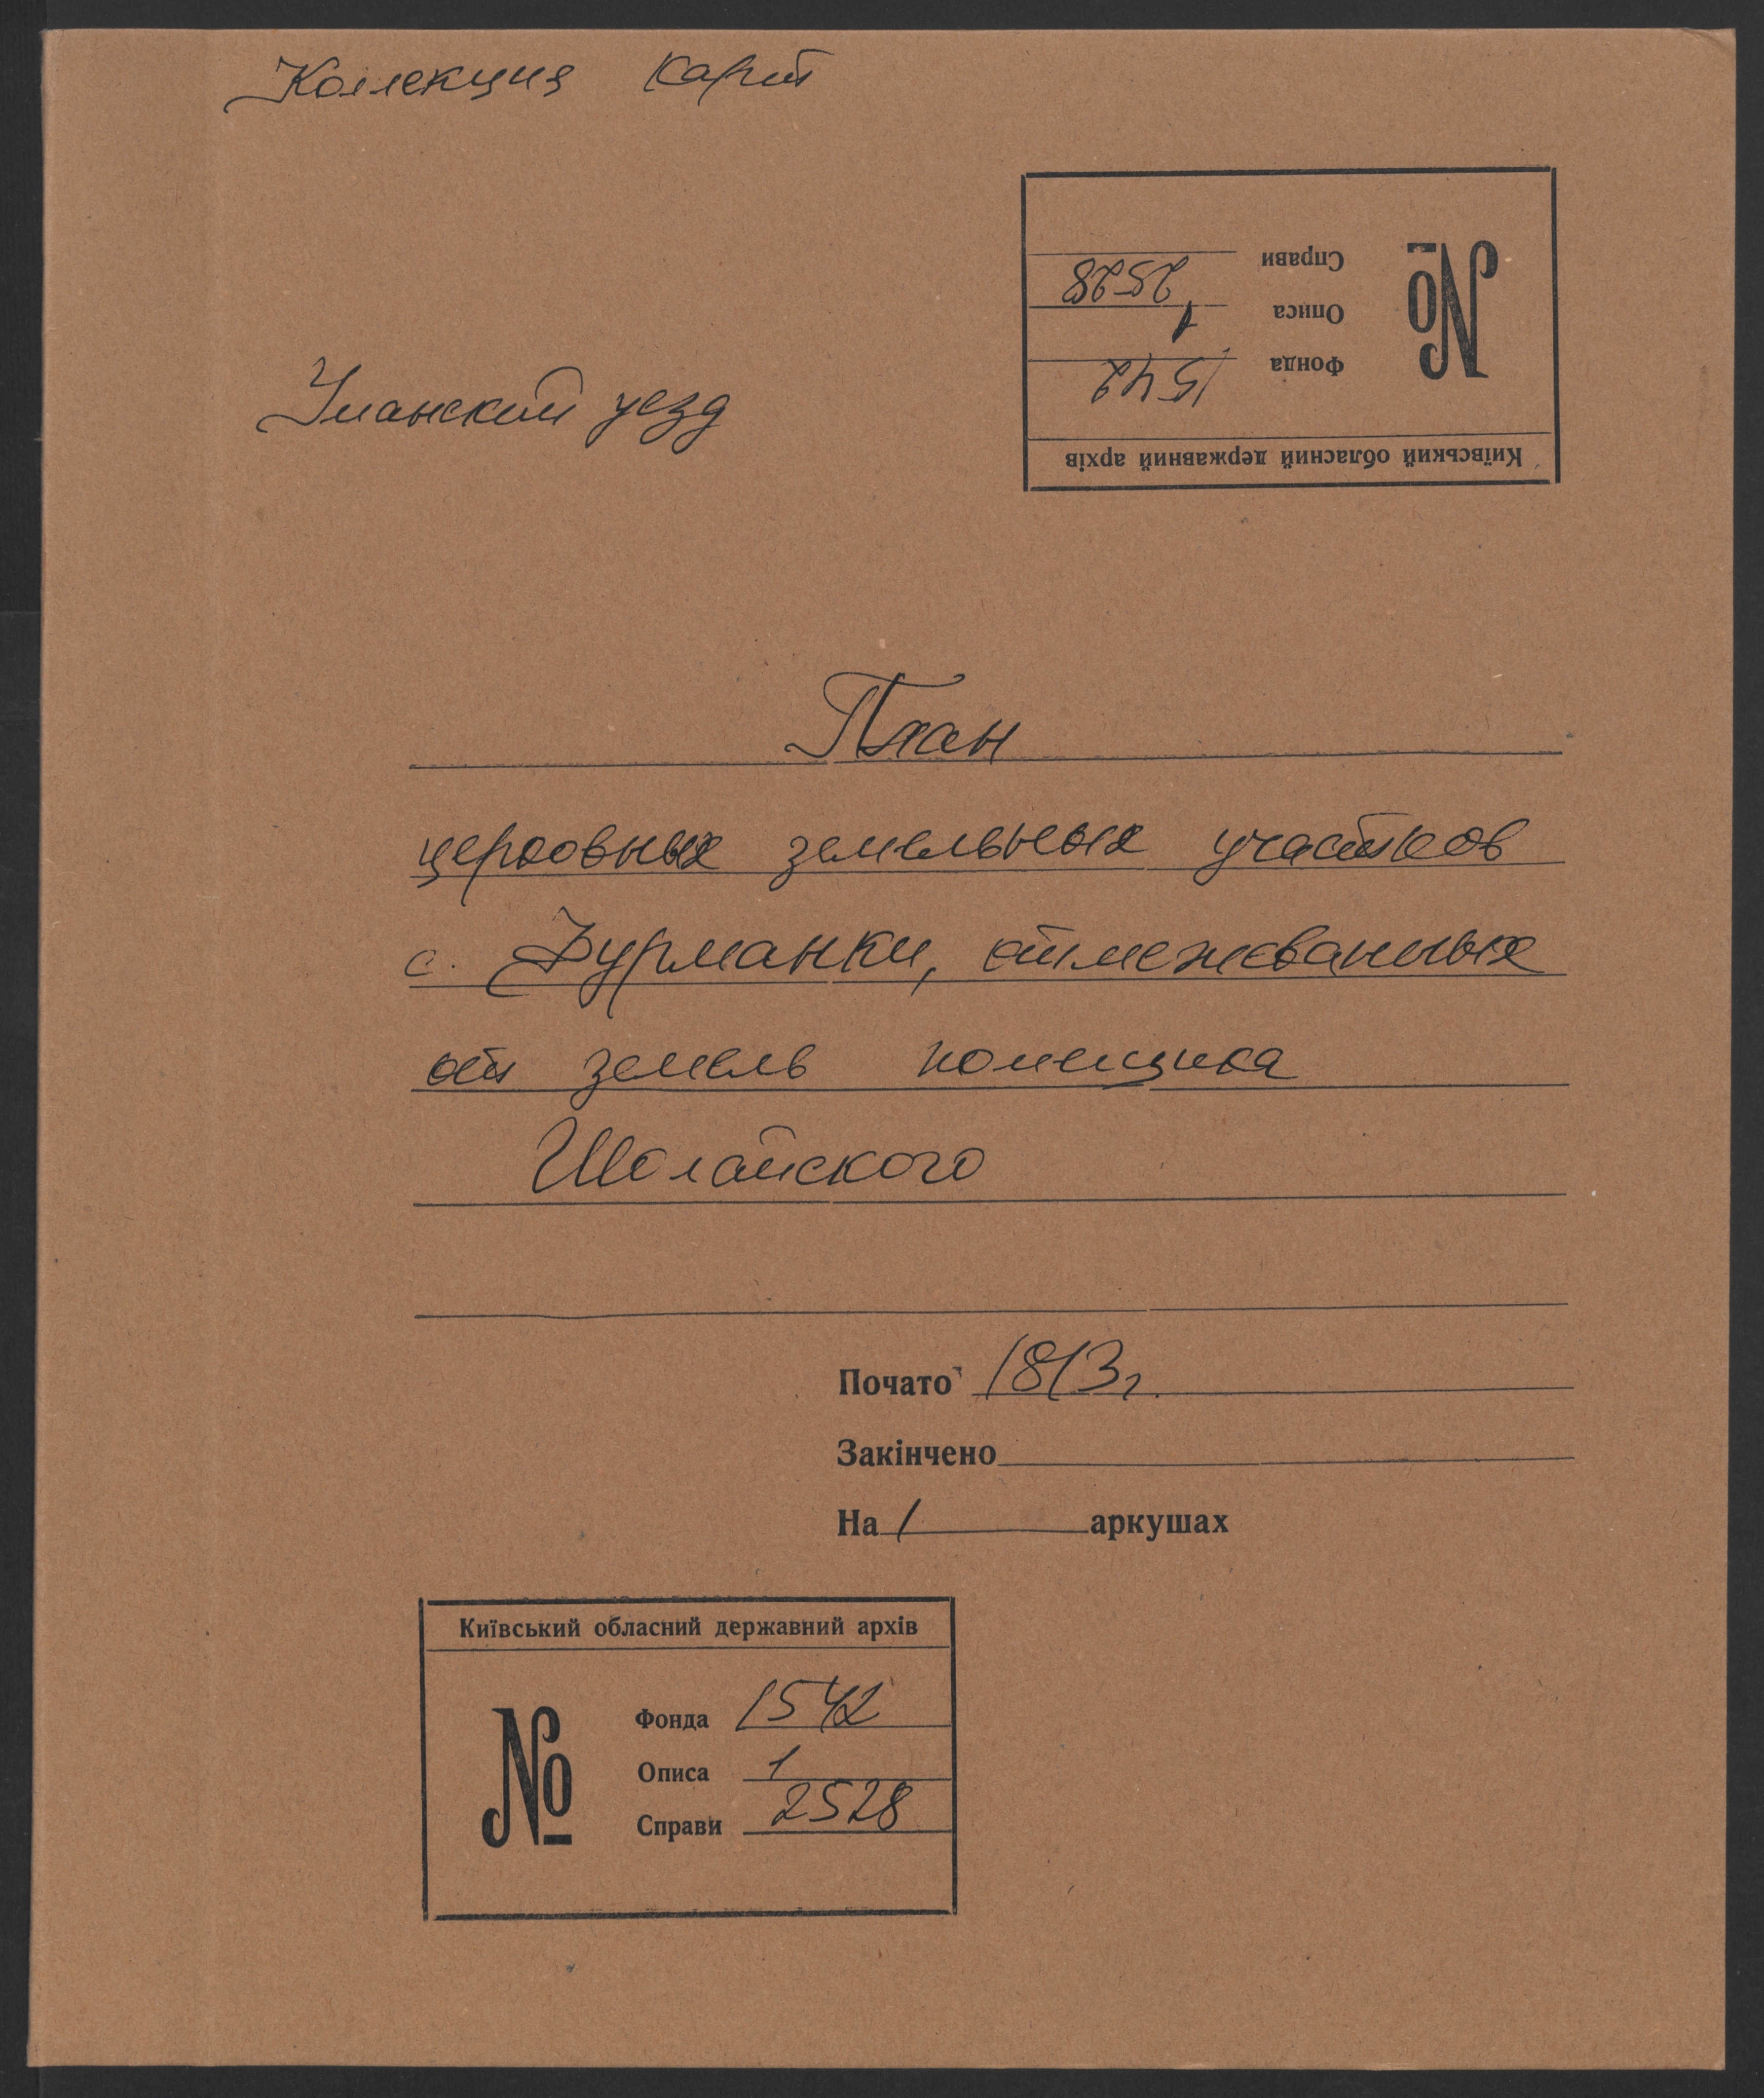 Коллекция карт
Справи 2528
Описа 1
Фонда 1542
№
Київський обласний державний архів
Уманский уезд
План
церковных земельных участков
с. Фурманки, отмежеванных
от земель помещика
Шолайского
Почато 1813г.
Закінчено
На 1 аркушах
Київський обласний державний архів
№
Фонда 1542
Описа 1
Справи 2528